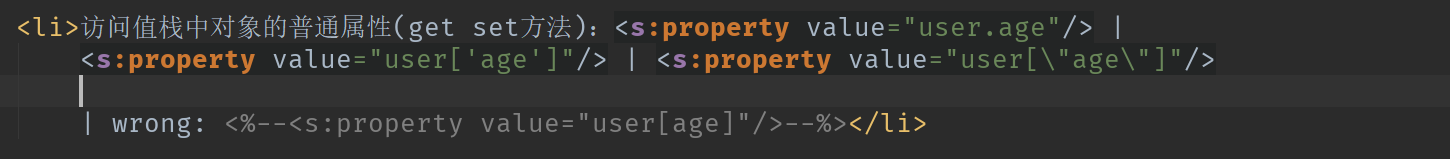 <li>访问值栈中对象的普通属性(get set方法)：<s:property value="user.age"/> |
<s:property value="user['age']"/> | <s:property value="user[\"age\"]"/>
| wrong: <%--<s:property value="user[age]"/>--%></li>